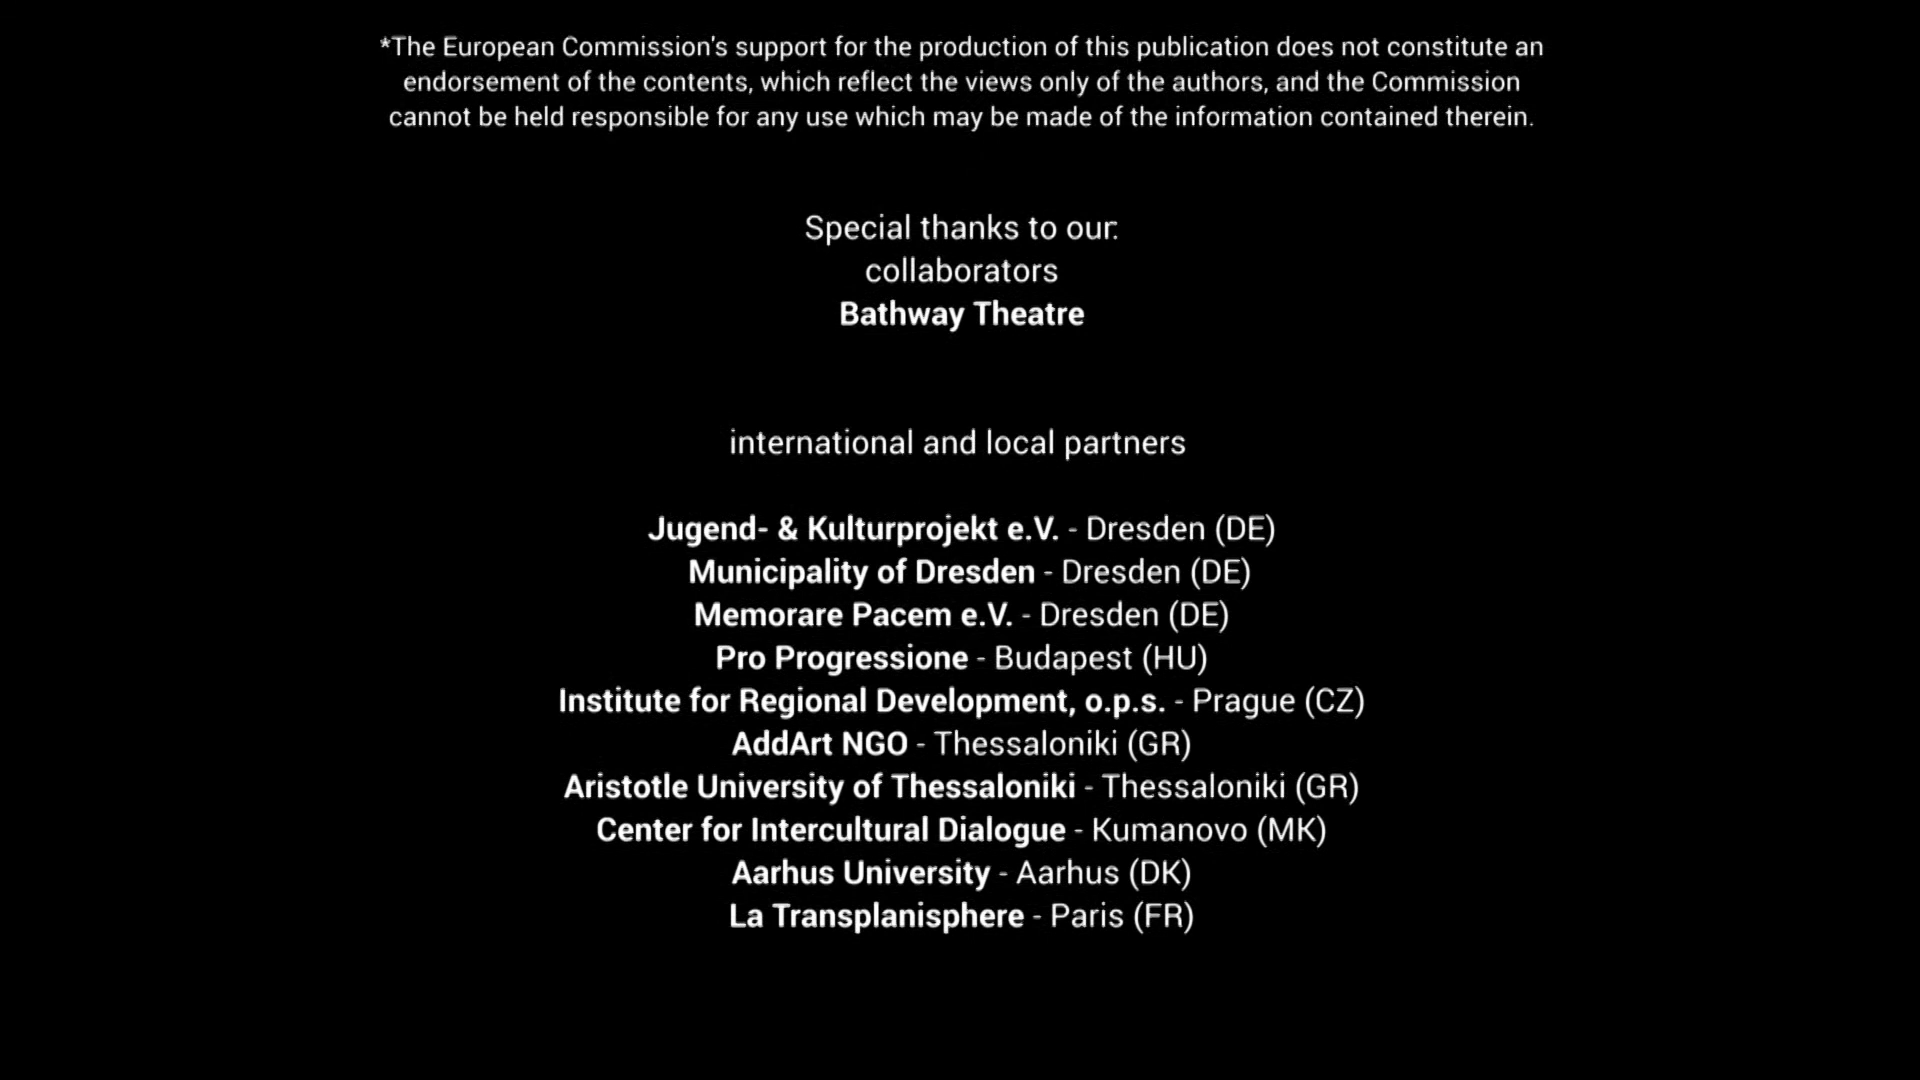 *The European Commission's support for the production of this publication does not constitute an
endorsement of the contents, which reflect the views only of the authors, and the Commission
cannot be held responsible for any use which may be made of the information contained therein.
Special thanks to our:
collaborators
Bathway Theatre
international and local partners
Jugend- & Kulturprojekt e.V. - Dresden (DE)
Municipality of Dresden - Dresden (DE)
Memorare Pacem e.V. - Dresden (DE)
Pro Progressione - Budapest (HU)
Institute for Regional Development, o.p.s. - Prague (CZ)
AddArt NGO - Thessaloniki (GR)
Aristotle University of Thessaloniki - Thessaloniki (GR)
Center for Intercultural Dialogue - Kumanovo (MK)
Aarhus University - Aarhus (DK)
La Transplanisphere - Paris (FR)